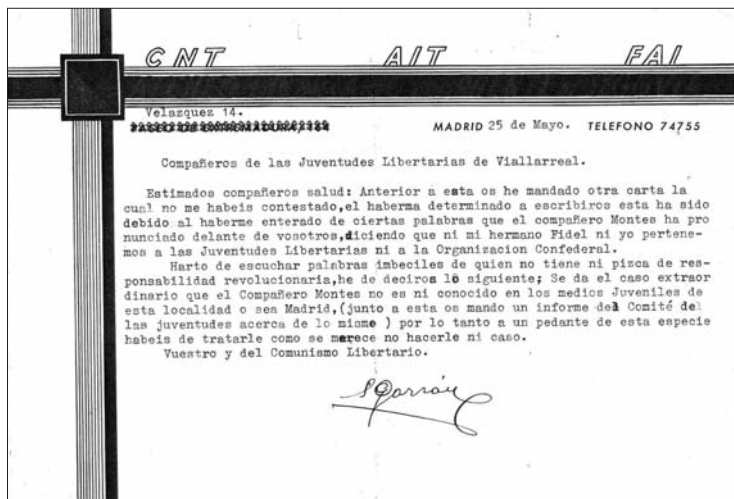 CNT AIT FAI
Velazquez 14.
PASEO DE EXTREMADURA, 164
MADRID 25 de Mayo. TELEFONO 74755
Compañeros de las Juventudes Libertarias de Viallarreal.
Estimados compañeros salud: Anterior a esta os he mandado otra carta la
cual no me habeis contestado,el haberma determinado a escribiros esta ha sido
debido al haberme enterado de ciertas palabras que el compañero Montes ha pro
nunciado delante de vosotros,diciendo que ni mi hermano Fidel ni yo pertene-
mos a las Juventudes Libertarias ni a la Organizacion Confederal.
Harto de escuchar palabras imbeciles de quien no tiene ni pizca de res-
ponsabilidad revolucionaria,he de deciros lo siguiente; Se da el caso extraor
dinario que el Compañero Montes no es ni conocido en los medios Juveniles de
esta localidad o sea Madrid,(junto a esta os mando un informe del Comité del
las juventudes acerca de lo mismo ) por lo tanto a un pedante de esta especie
habeis de tratarle como se merece no hacerle ni caso.
Vuestro y del Comunismo Libertario.